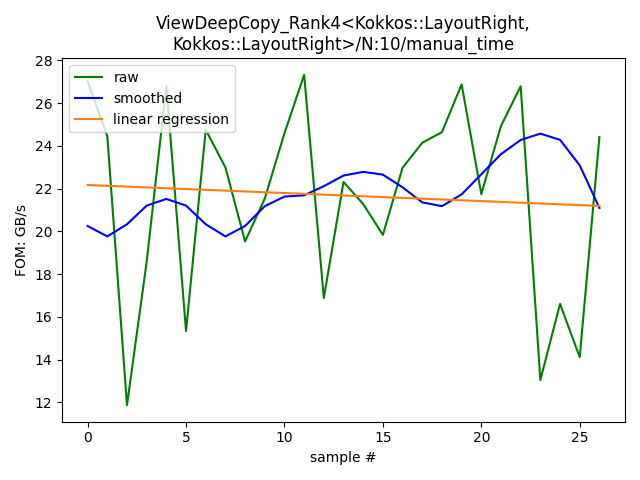 ViewDeepCopy_Rank4<Kokkos::LayoutRight,
Kokkos::LayoutRight>/N:10/manual_time
raw
smoothed
linear regression
FOM: GB/s
28
26
24
22
20
18
16
14
12
0
5
10
15
20
25
sample #